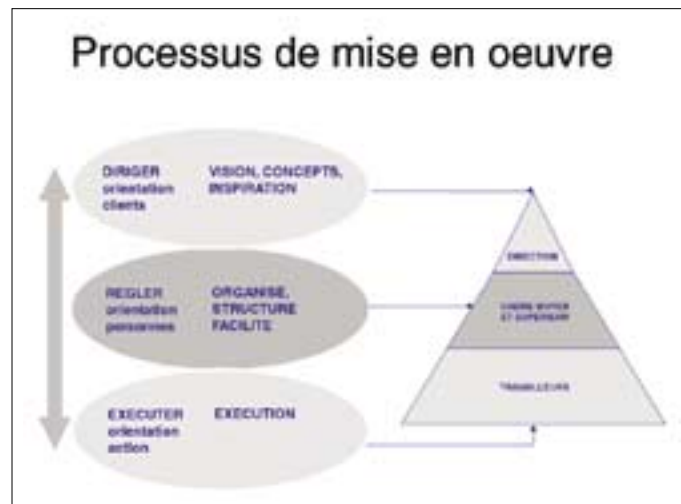 Processus de mise en oeuvre
DIRIGER
orientation
clients
VISION, CONCEPTS,
INSPIRATION
REGLER
orientation
personnes
ORGANISE,
STRUCTURE
FACILITE
EXECUTER
orientation
action
EXECUTION
DIRECTION
CADRE MOYEN
ET SUPERIEUR
TRAVAILLEURS